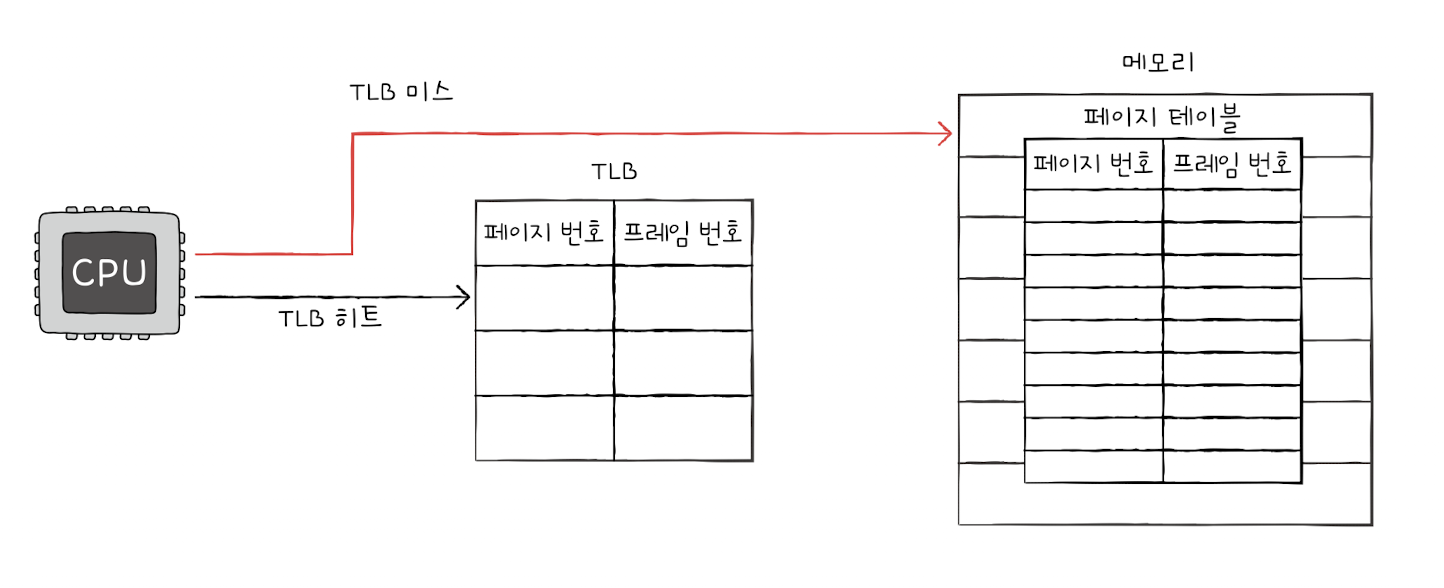 메모리
TLB 미스
페이지 테이블
페이지 번호 프레임 번호
TLB
페이지 번호 프레임 번호
CPU
TLB 히트